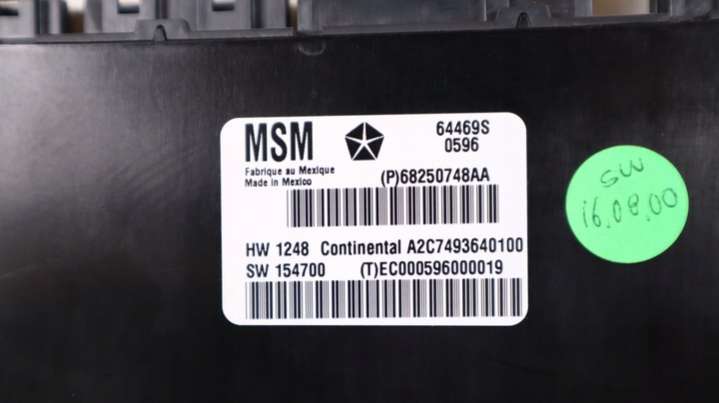 MSM
64469S
0596
Fabrique au Mexique
Made in Mexico
(P)68250748AA
HW 1248 Continental A2C7493640100
SW 154700 (T)EC000596000019
SW
16.08.00